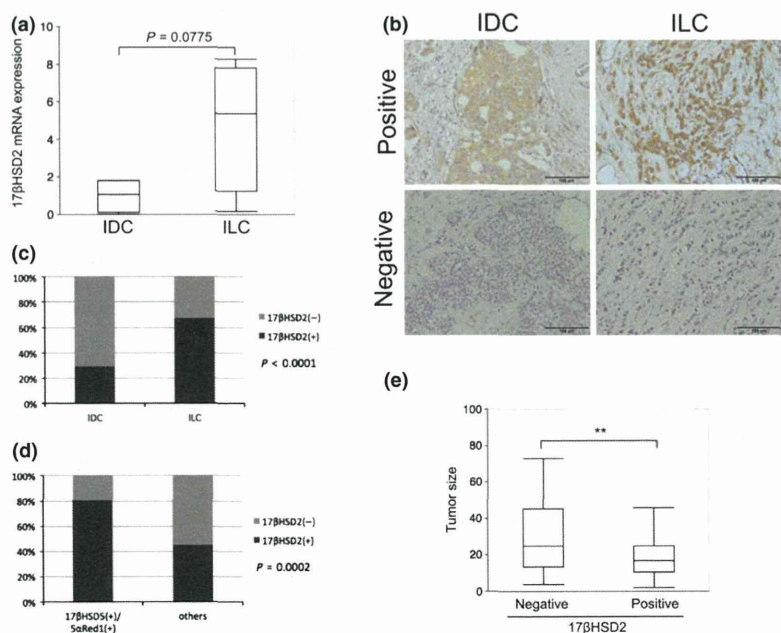 (a)
P = 0.0775
17βHSD2 mRNA expression
10
8
6
4
2
0
IDC
ILC
(b)
IDC
ILC
Positive
Negative
(c)
100%
80%
60%
40%
20%
0%
IDC
ILC
17βHSD2(−)
17βHSD2(+)
P < 0.0001
(d)
100%
80%
60%
40%
20%
0%
17βHSD5(+)/
5αRed1(+)
others
17βHSD2(−)
17βHSD2(+)
P = 0.0002
(e)
**
Tumor size
100
80
60
40
20
0
Negative
Positive
17βHSD2